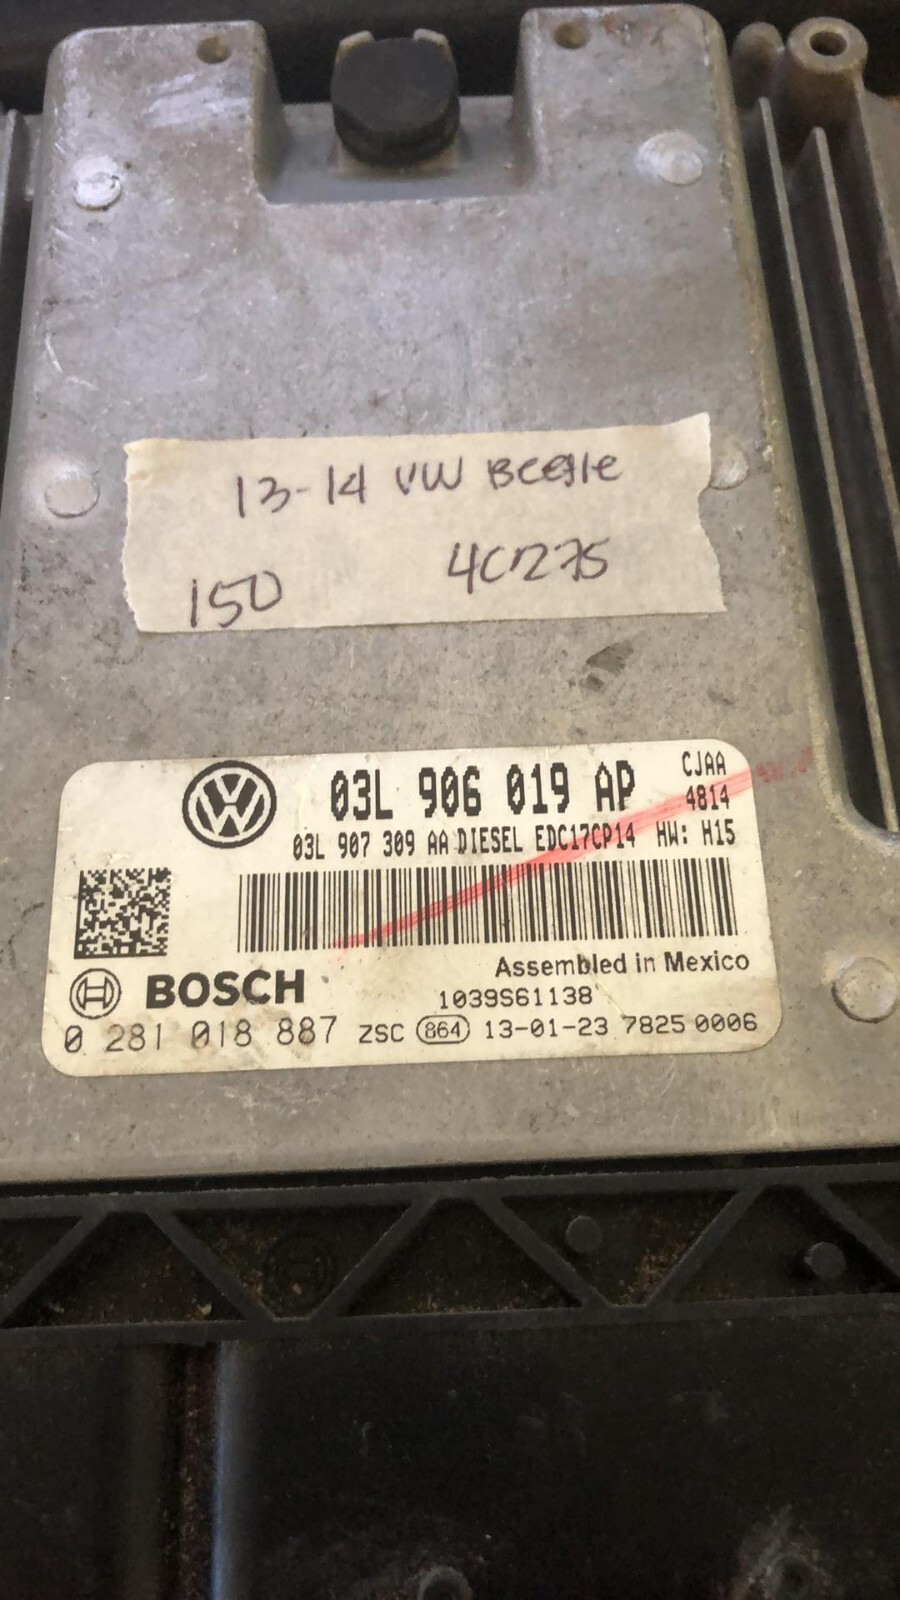 13-14 VW Beetle
150 4C1275
03L 906 019 AP CJAA
4814
03L 907 309 AA DIESEL EDC17CP14 HW: H15
Assembled in Mexico
BOSCH 1039S61138
0 281 018 887 ZSC 864 13-01-23 7825 0006